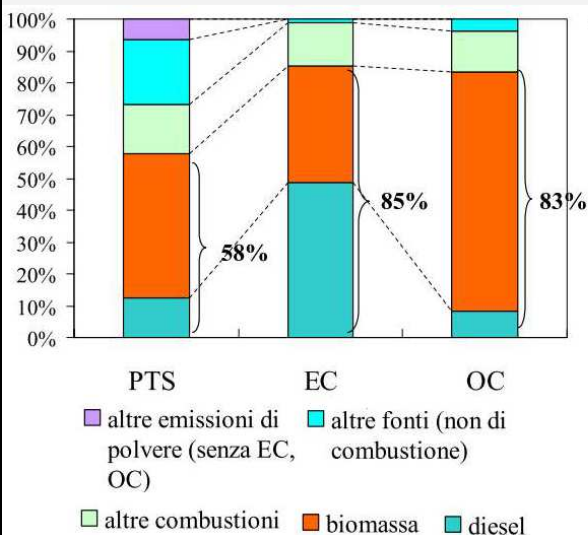 100%
90%
80%
70%
60%
50%
40%
30%
20%
10%
0%
58%
85%
83%
PTS EC OC
altre emissioni di polvere (senza EC, OC)
altre fonti (non di combustione)
altre combustioni
biomassa
diesel